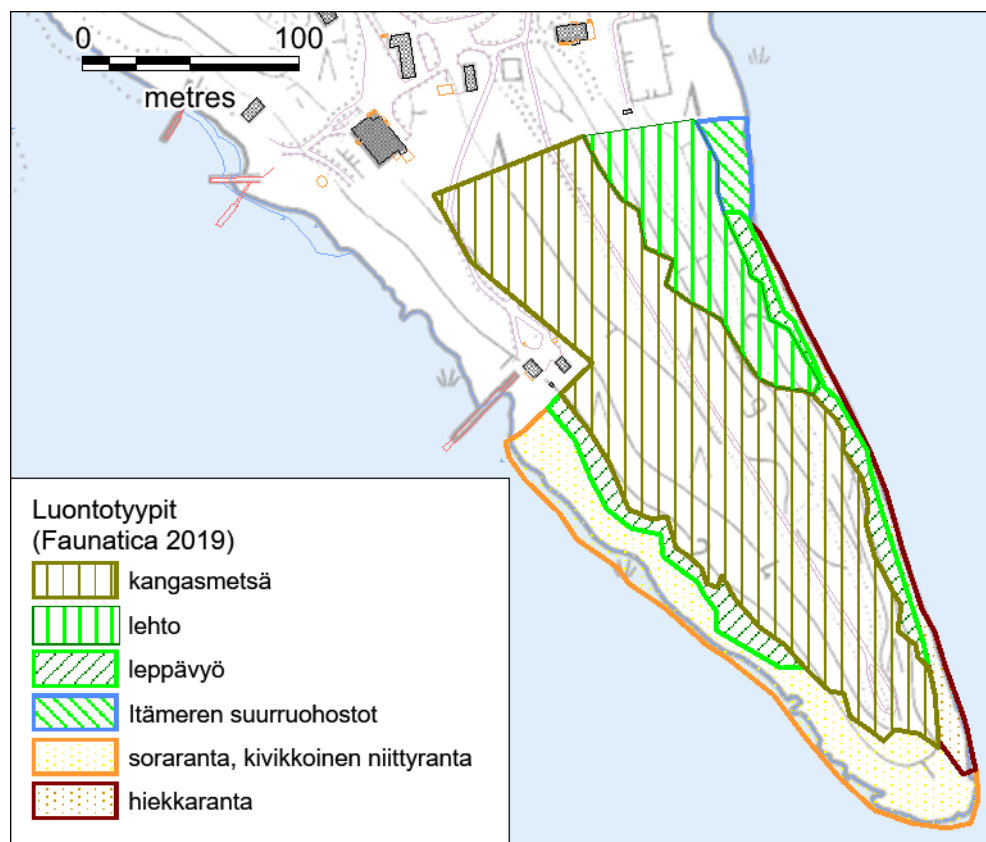 0 100
metres
Luontotyypit
(Faunatica 2019)
kangasmetsä
lehto
leppävyö
Itämeren suurruohostot
soraranta, kivikkoinen niittyranta
hiekkaranta